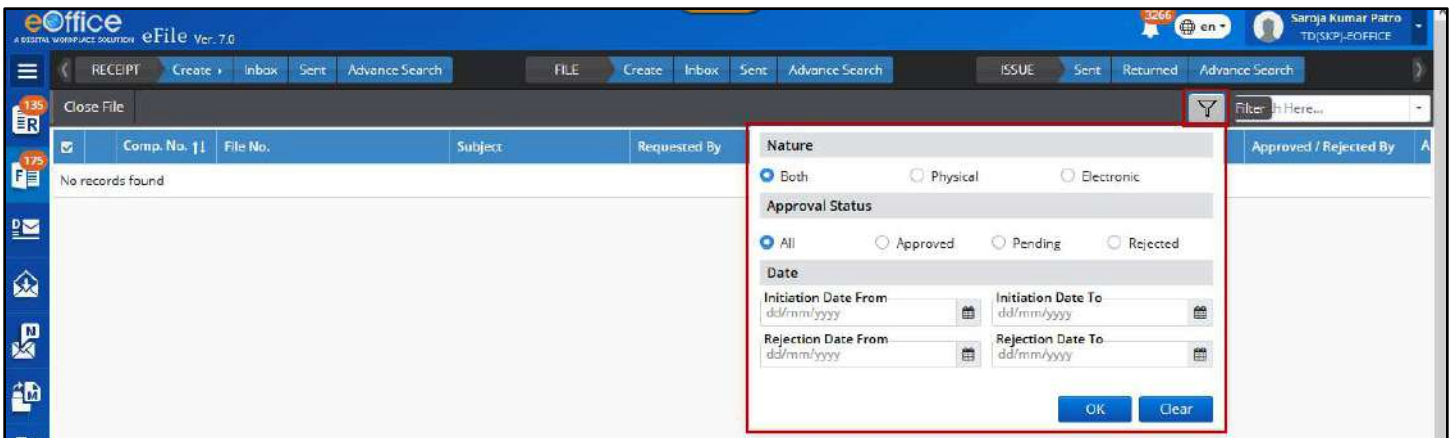 eOffice
A DIGITAL WORKPLACE SOLUTION eFile Ver. 7.0
3266
en
Saroja Kumar Patro
TD(SKP)-EOFFICE
RECEIPT Create Inbox Sent Advance Search FILE Create Inbox Sent Advance Search ISSUE Sent Returned Advance Search
135
R
Close File
Filter h Here...
Comp. No. File No. Subject Requested By Approved / Rejected By A
175
F
No records found
Nature
Both Physical Electronic
Approval Status
All Approved Pending Rejected
Date
Initiation Date From Initiation Date To
dd/mm/yyyy dd/mm/yyyy
Rejection Date From Rejection Date To
dd/mm/yyyy dd/mm/yyyy
OK Clear
D
N
M